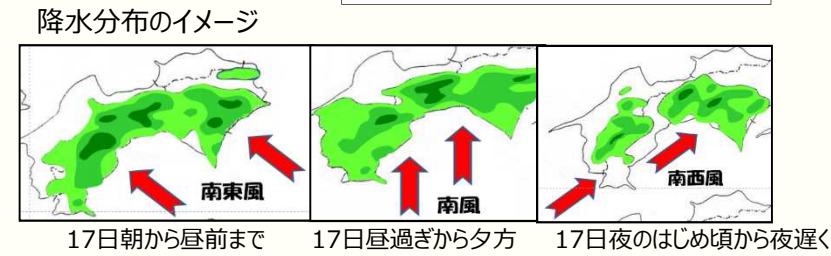 降水分布のイメージ
南東風
南風
南西風
17日朝から昼前まで
17日昼過ぎから夕方
17日夜のはじめ頃から夜遅く